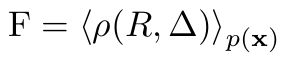 F = ⟨ρ(R, Δ)⟩_{p(𝐱)}